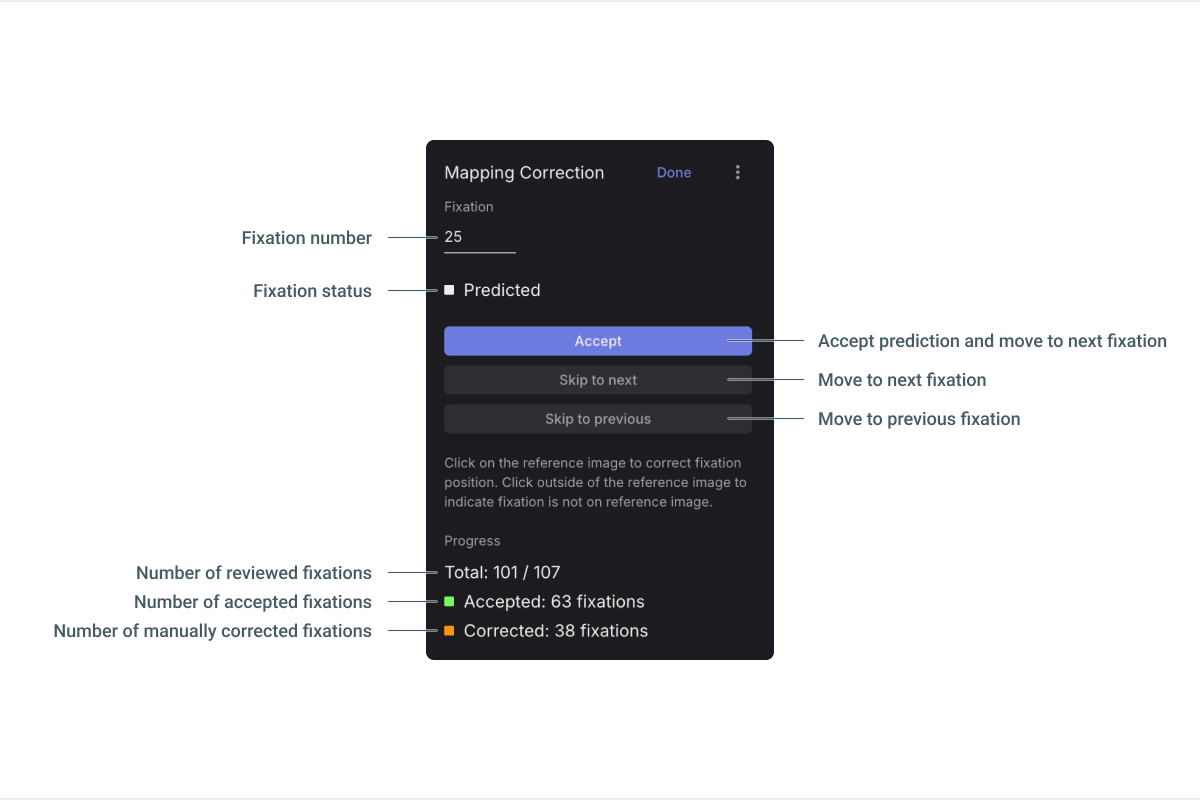 Mapping Correction Done
Fixation
Fixation number 25
Fixation status Predicted
Accept Accept prediction and move to next fixation
Skip to next Move to next fixation
Skip to previous Move to previous fixation
Click on the reference image to correct fixation
position. Click outside of the reference image to
indicate fixation is not on reference image.
Progress
Number of reviewed fixations Total: 101 / 107
Number of accepted fixations Accepted: 63 fixations
Number of manually corrected fixations Corrected: 38 fixations